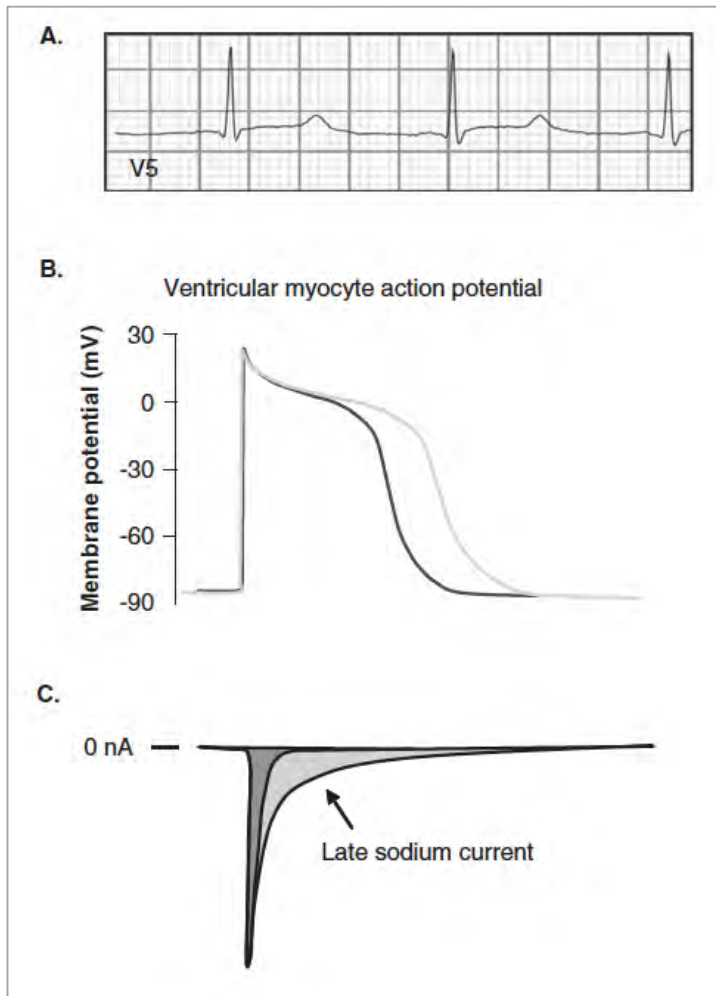 A.
V5
B.
Ventricular myocyte action potential
Membrane potential (mV)
30
0
-30
-60
-90
C.
0 nA
Late sodium current